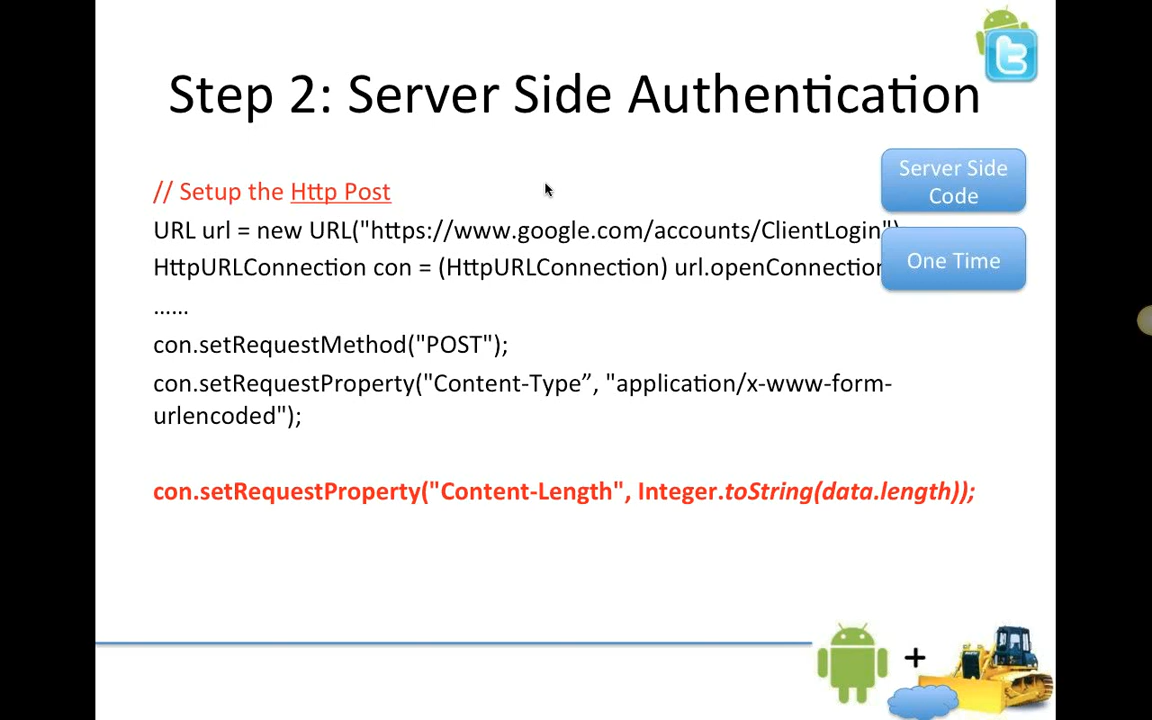 Step 2: Server Side Authentication
Server Side
Code
// Setup the Http Post
URL url = new URL("https://www.google.com/accounts/ClientLogin")
One Time
HttpURLConnection con = (HttpURLConnection) url.openConnection
......
con.setRequestMethod("POST");
con.setRequestProperty("Content-Type”, "application/x-www-form-
urlencoded");
con.setRequestProperty("Content-Length", Integer.toString(data.length));
+